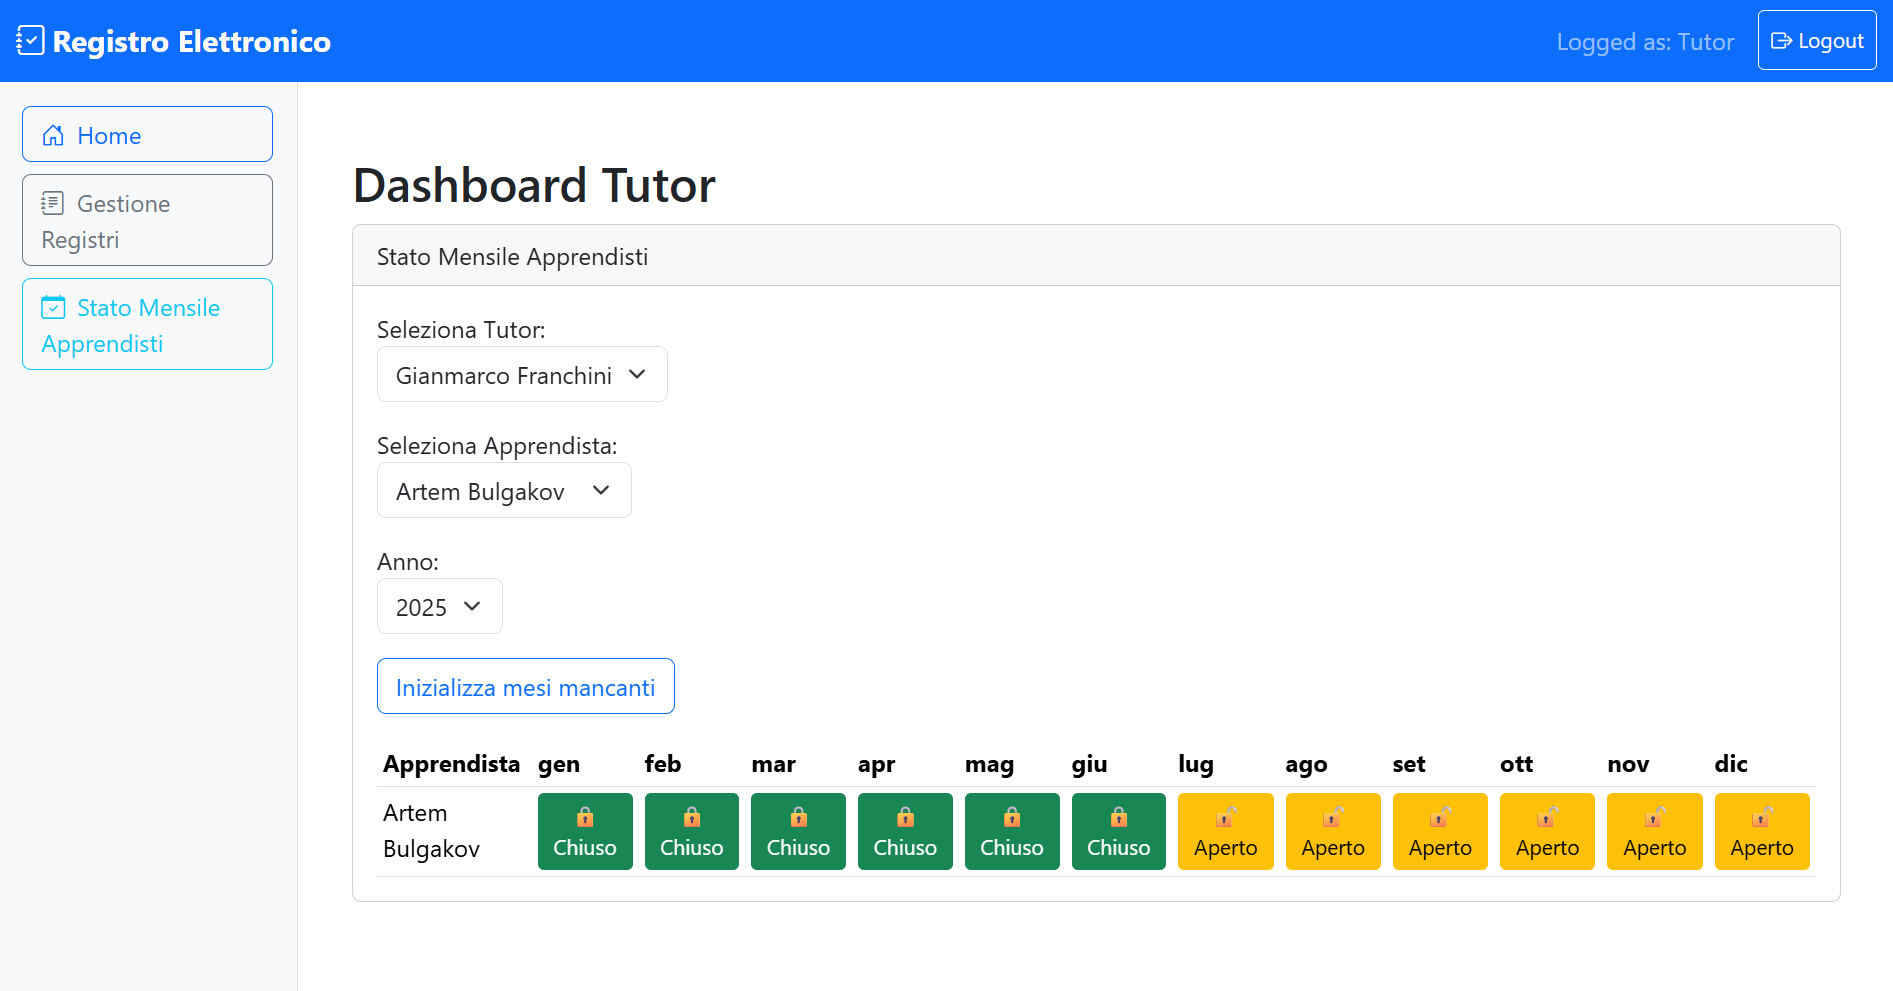 Registro Elettronico
Logged as: Tutor
Logout
Home
Gestione
Registri
Stato Mensile
Apprendisti
Dashboard Tutor
Stato Mensile Apprendisti
Seleziona Tutor:
Gianmarco Franchini
Seleziona Apprendista:
Artem Bulgakov
Anno:
2025
Inizializza mesi mancanti
Apprendista gen feb mar apr mag giu lug ago set ott nov dic
Artem
Bulgakov
Chiuso Chiuso Chiuso Chiuso Chiuso Chiuso Aperto Aperto Aperto Aperto Aperto Aperto